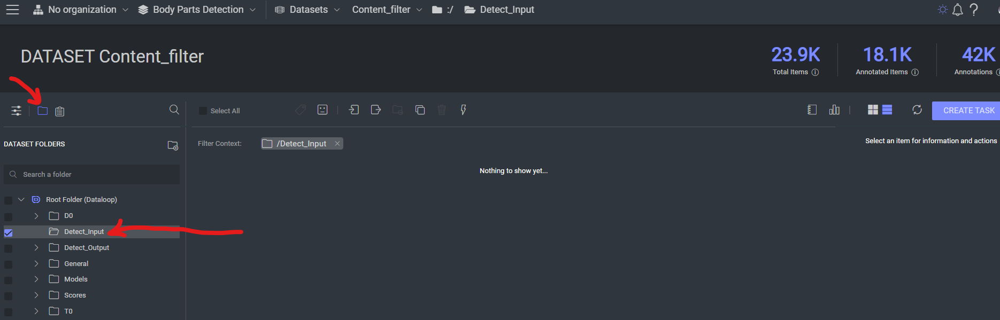 No organization Body Parts Detection Datasets Content_filter :/ Detect_Input
DATASET Content_filter
23.9K 18.1K 42K
Total Items Annotated Items Annotations
Select All
CREATE TASK
DATASET FOLDERS
Filter Context: /Detect_Input
Select an item for information and actions
Search a folder
Nothing to show yet...
Root Folder (Dataloop)
D0
Detect_Input
Detect_Output
General
Models
Scores
T0